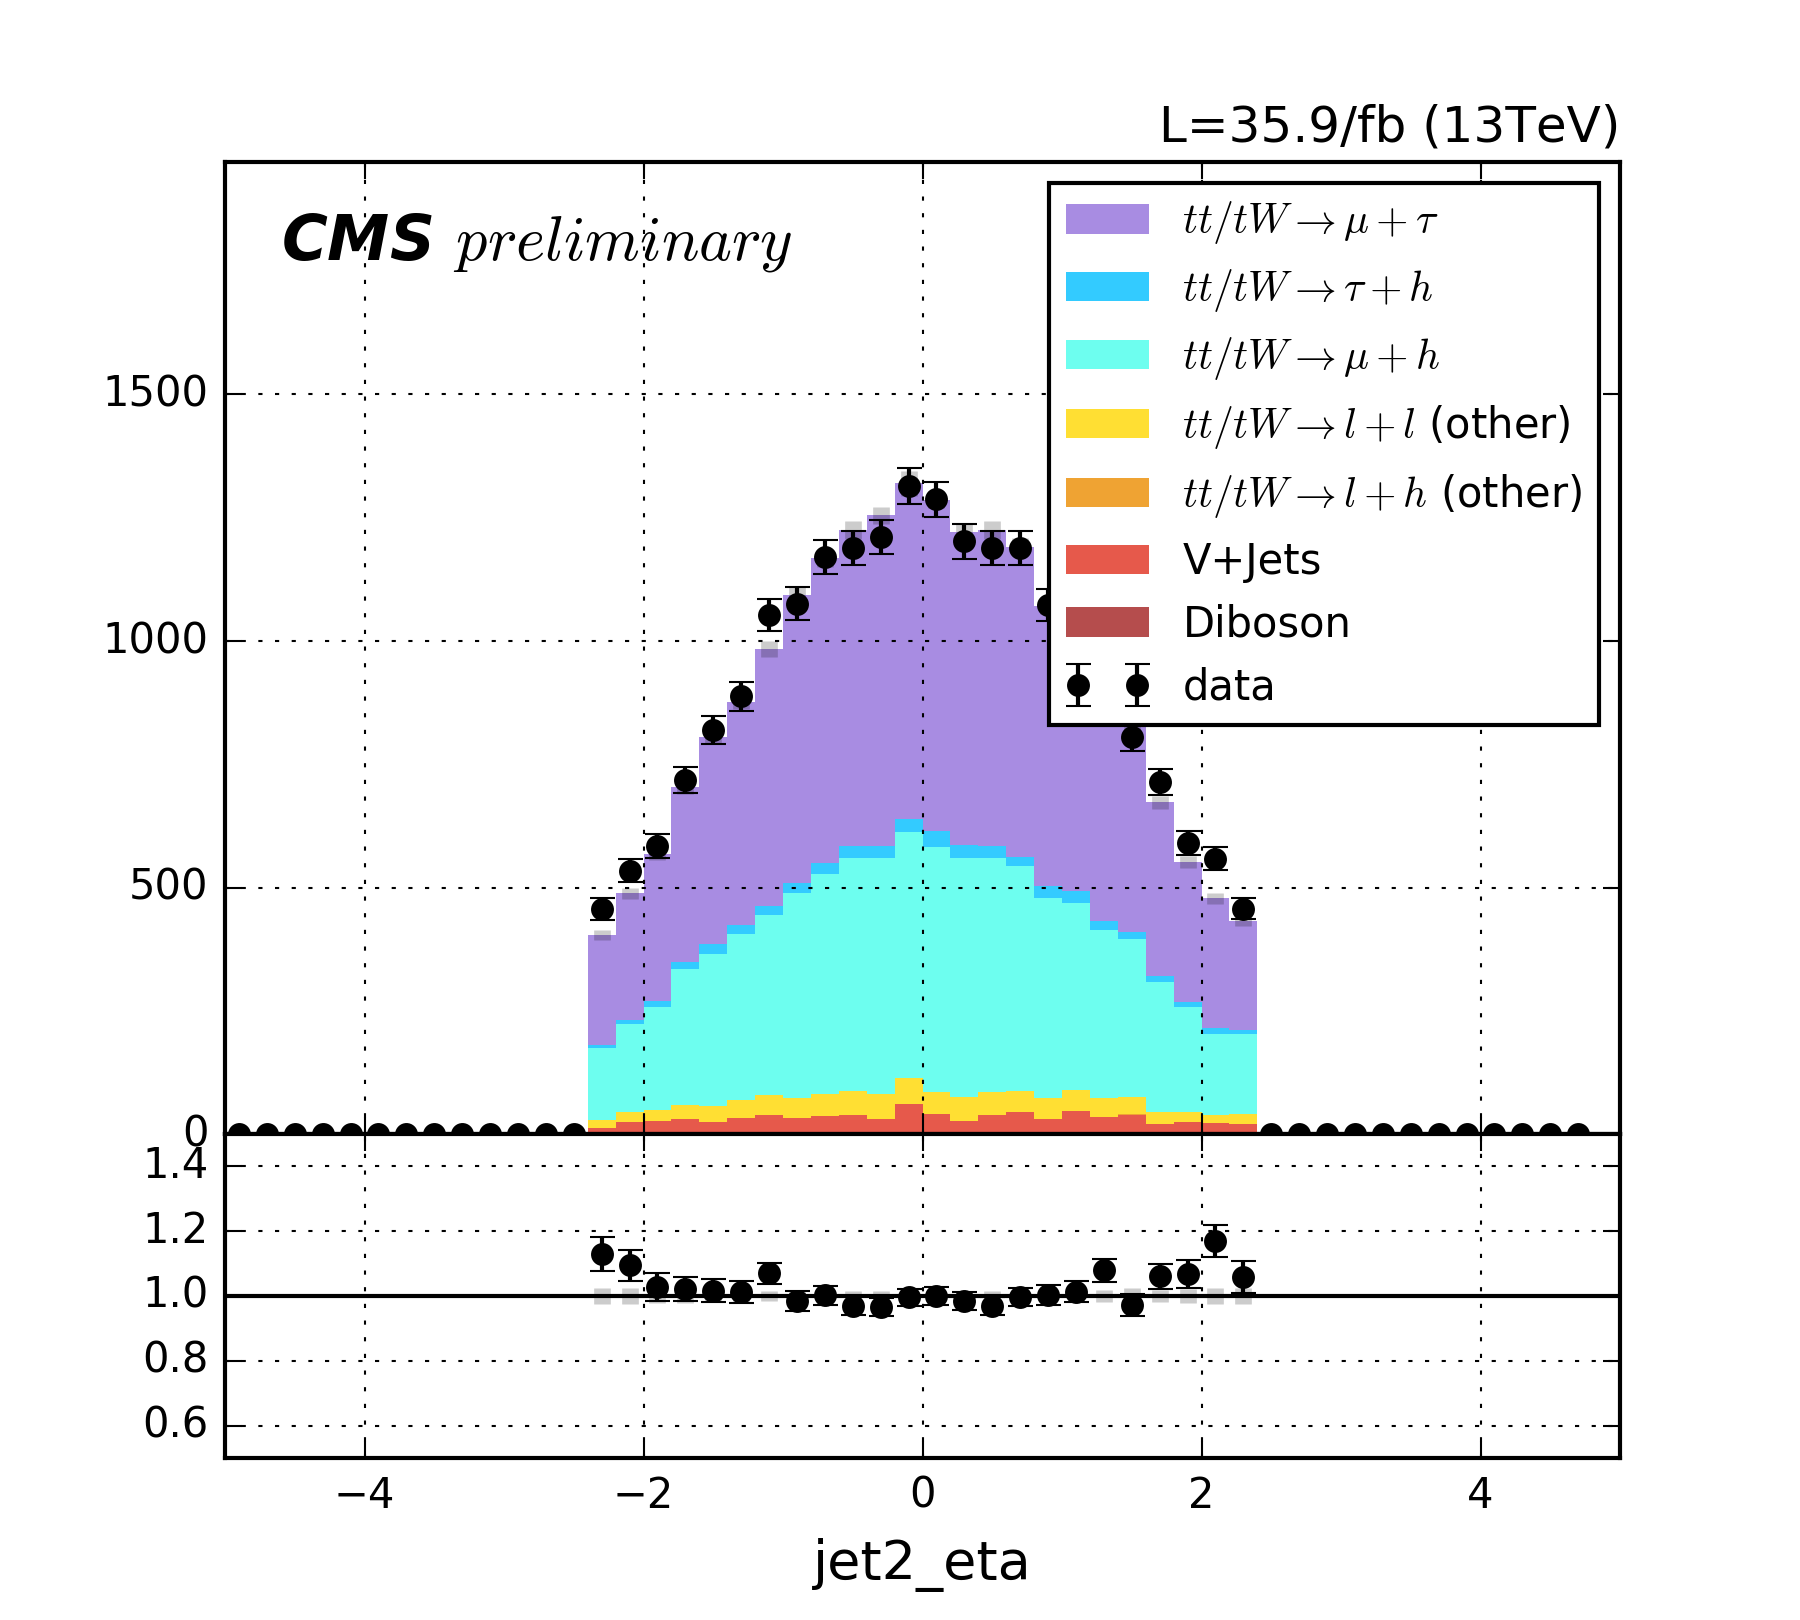 L=35.9/fb (13TeV)
CMS preliminary
tt/tW→μ+τ
tt/tW→τ+h
tt/tW→μ+h
tt/tW→l+l (other)
tt/tW→l+h (other)
V+Jets
Diboson
data
1500
1000
500
0
1.4
1.2
1.0
0.8
0.6
−4 −2 0 2 4
jet2_eta